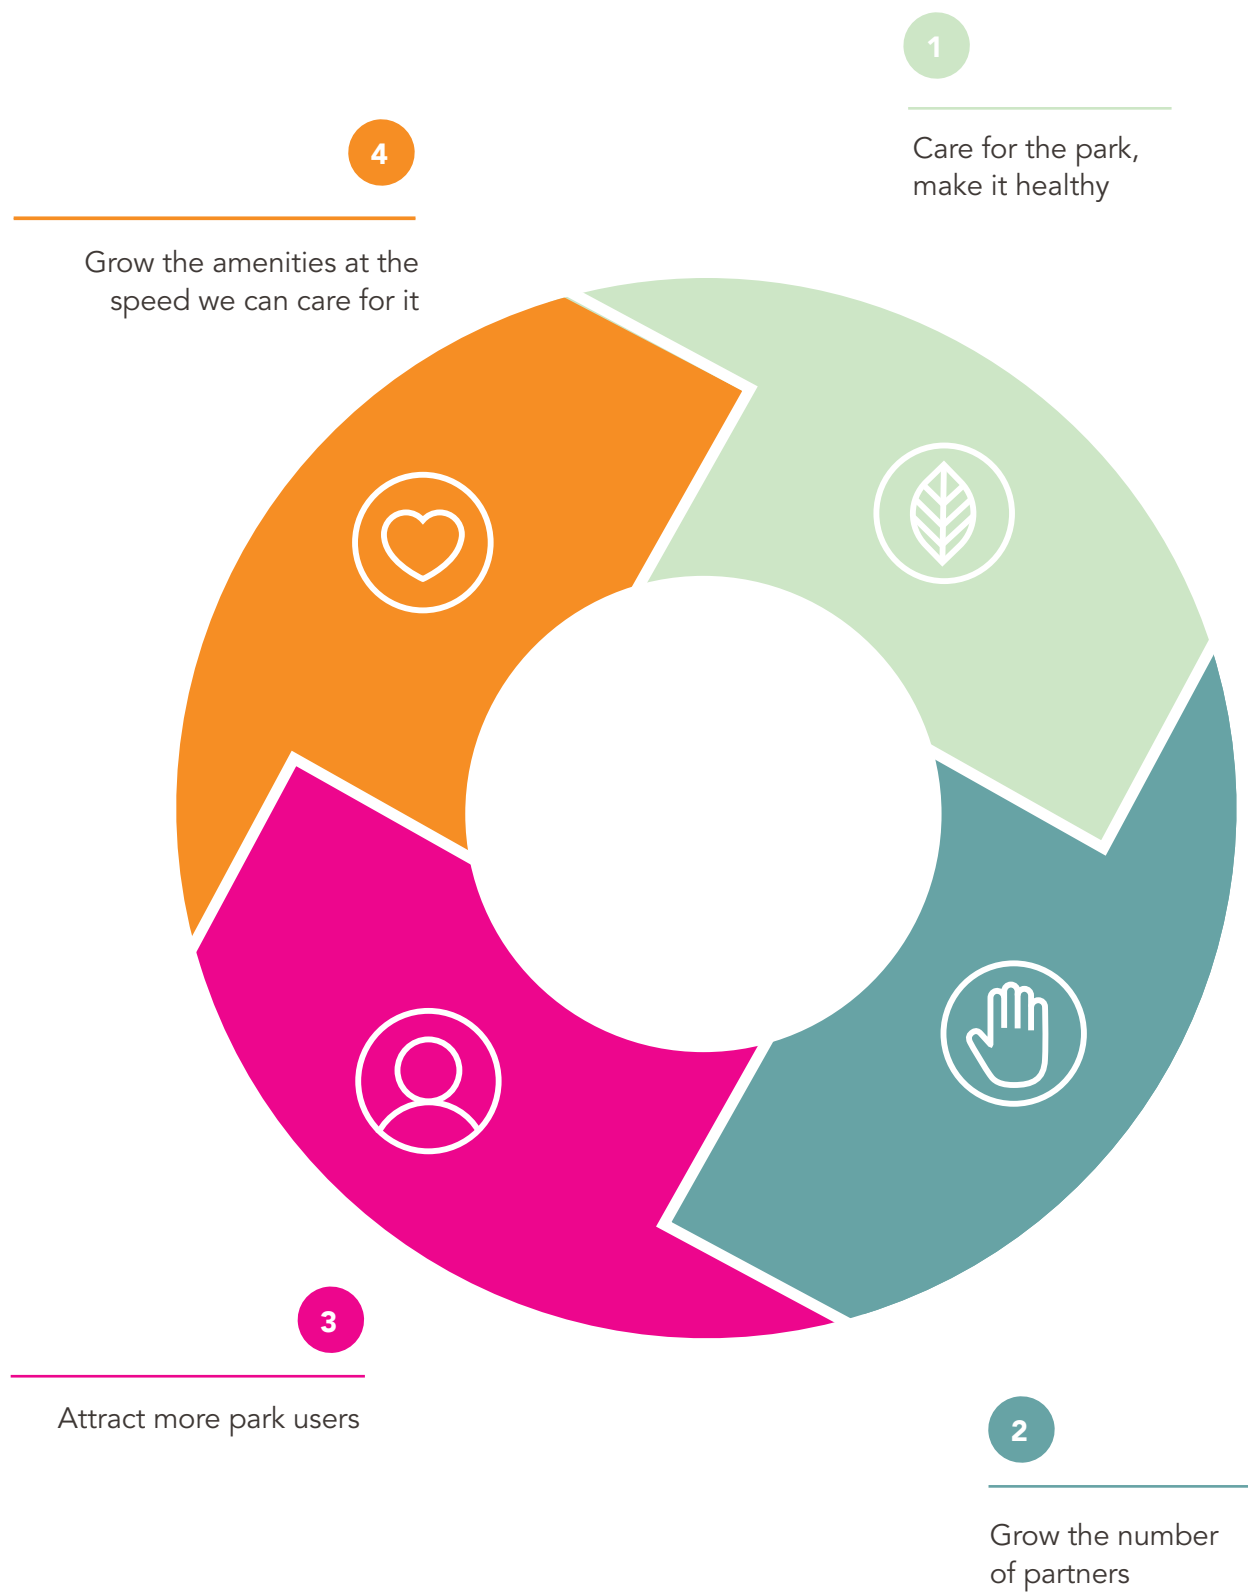 1
Care for the park,
make it healthy
4
Grow the amenities at the
speed we can care for it
3
Attract more park users
2
Grow the number
of partners